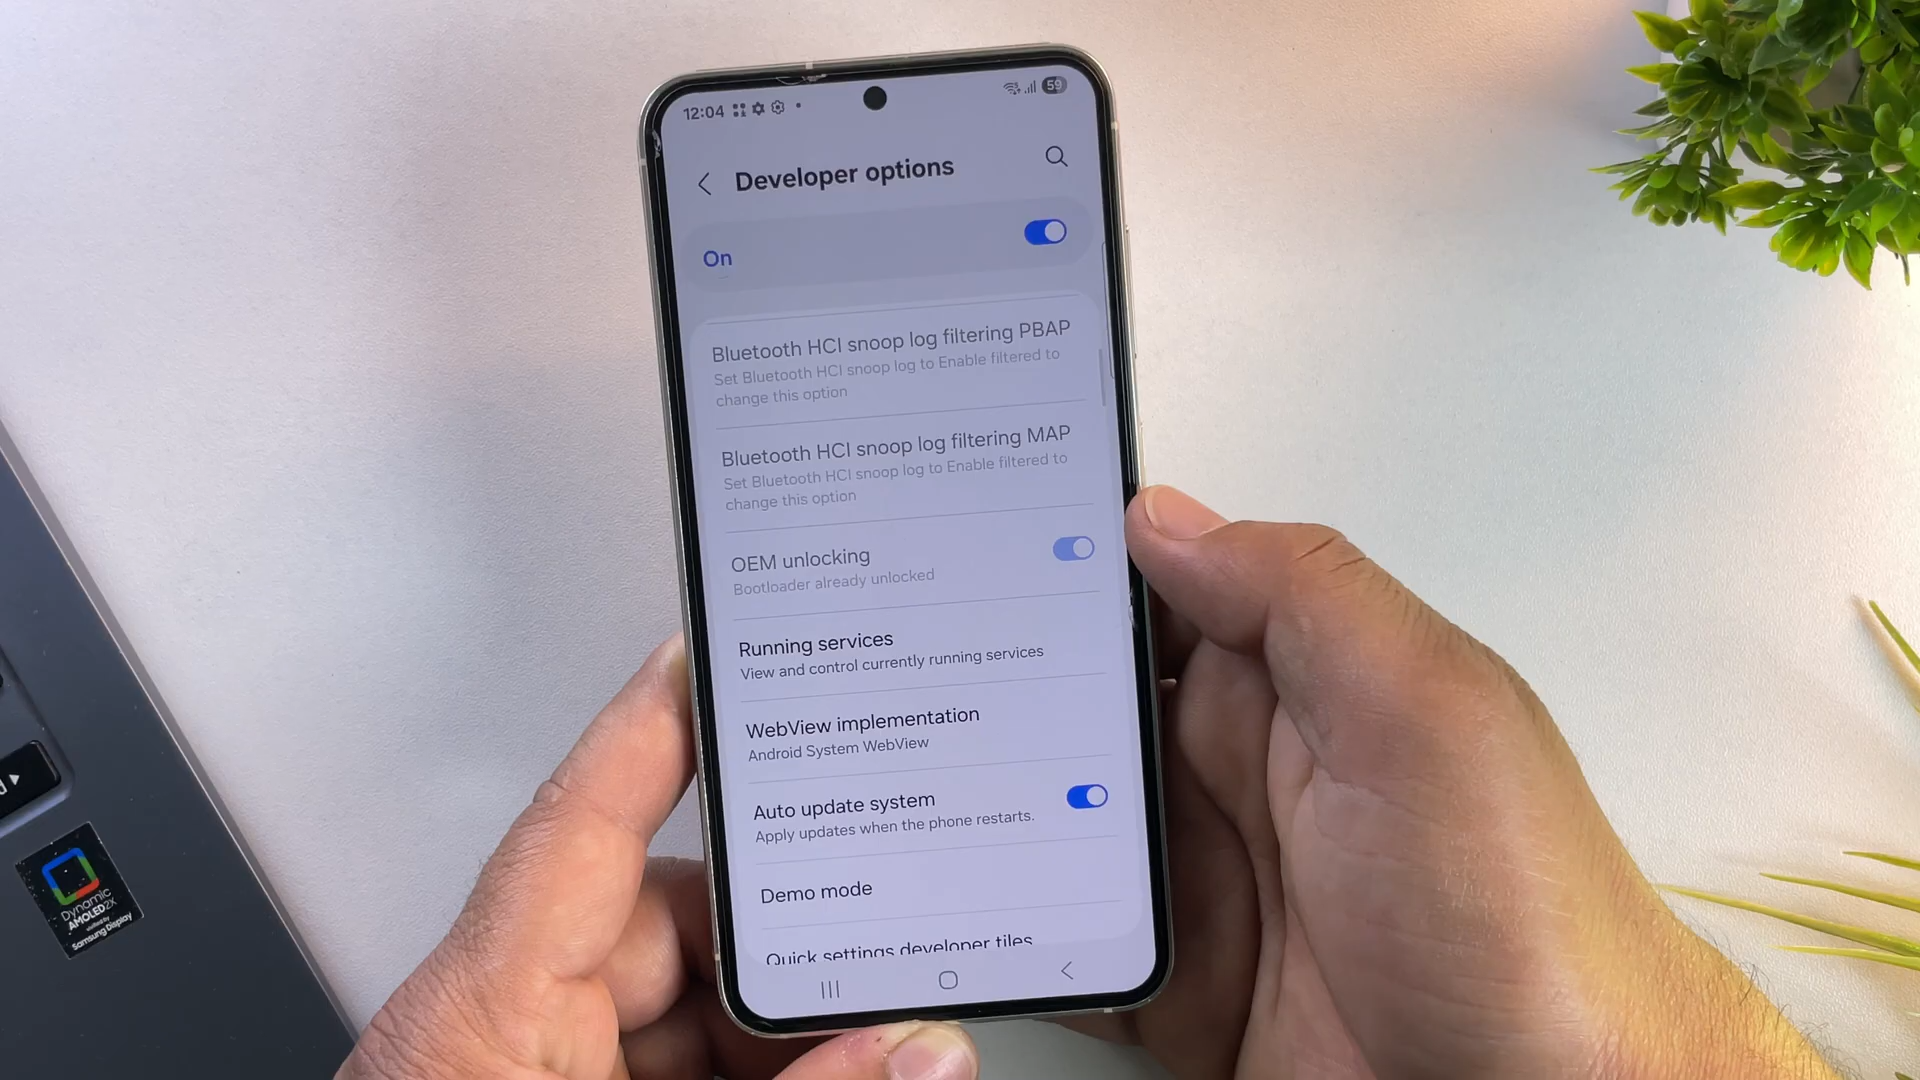 12:04
59
Developer options
On
Bluetooth HCI snoop log filtering PBAP
Set Bluetooth HCI snoop log to Enable filtered to
change this option
Bluetooth HCI snoop log filtering MAP
Set Bluetooth HCI snoop log to Enable filtered to
change this option
OEM unlocking
Bootloader already unlocked
Running services
View and control currently running services
WebView implementation
Android System WebView
Auto update system
Apply updates when the phone restarts.
Demo mode
Quick settings developer tiles
Dynamic
AMOLED 2X
Samsung Display